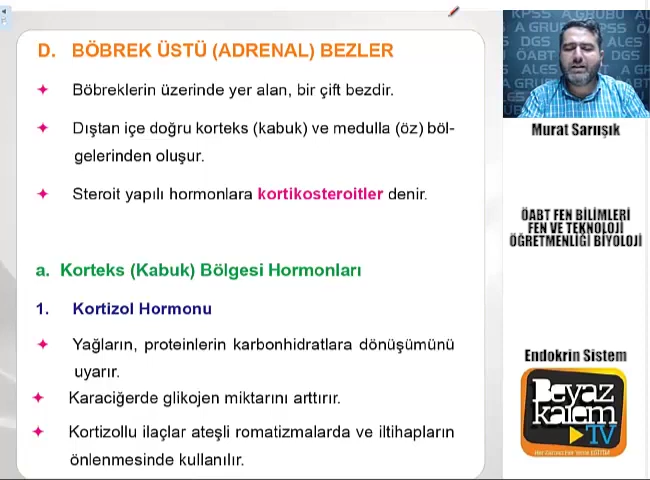 D. BÖBREK ÜSTÜ (ADRENAL) BEZLER
Böbreklerin üzerinde yer alan, bir çift bezdir.
Dıştan içe doğru korteks (kabuk) ve medulla (öz) böl-
gelerinden oluşur.
Steroit yapılı hormonlara kortikosteroitler denir.
a. Korteks (Kabuk) Bölgesi Hormonları
1. Kortizol Hormonu
Yağların, proteinlerin karbonhidratlara dönüşümünü
uyarır.
Karaciğerde glikojen miktarını arttırır.
Kortizollu ilaçlar ateşli romatizmalarda ve iltihapların
önlenmesinde kullanılır.
Murat Sarıışık
ÖABT FEN BİLİMLERİ
FEN VE TEKNOLOJİ
ÖĞRETMENLİĞİ BİYOLOJİ
Endokrin Sistem
Beyaz
kalem
TV